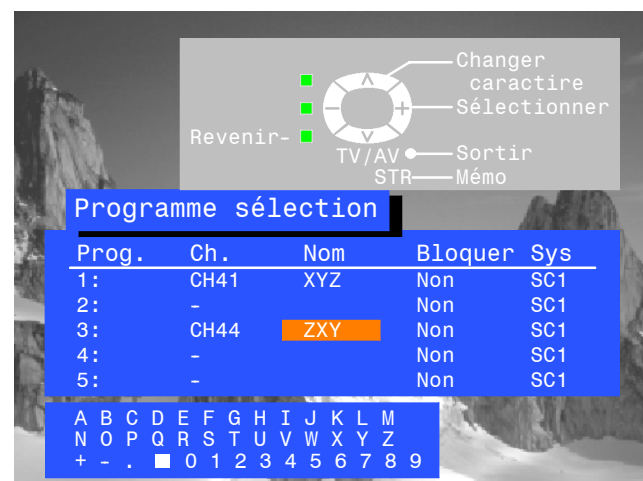 Changer
caractire
Sélectionner
Revenir-
TV/AV Sortir
STR Mémo
Programme sélection
Prog. Ch. Nom Bloquer Sys
1: CH41 XYZ Non SC1
2: - Non SC1
3: CH44 ZXY Non SC1
4: - Non SC1
5: - Non SC1
A B C D E F G H I J K L M
N O P Q R S T U V W X Y Z
+ - . ■ 0 1 2 3 4 5 6 7 8 9